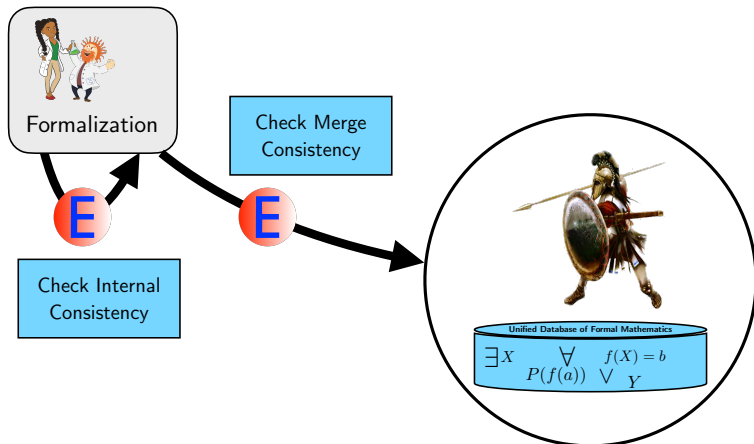 Formalization
Check Merge
Consistency
E
E
Check Internal
Consistency
Unified Database of Formal Mathematics
∃X ∀ f(X) = b
P(f(a)) ∨ Y